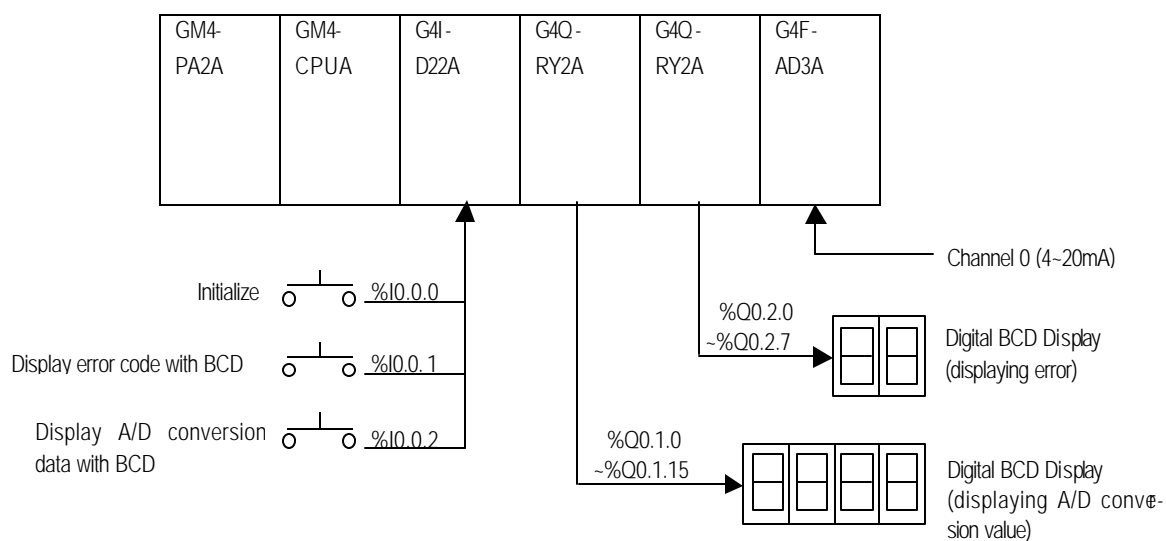 GM4-
PA2A
GM4-
CPUA
G4I-
D22A
G4Q-
RY2A
G4Q-
RY2A
G4F-
AD3A
Channel 0 (4~20mA)
Initialize
%I0.0.0
%Q0.2.0
~%Q0.2.7
Digital BCD Display
(displaying error)
Display error code with BCD
%I0.0.1
Display A/D conversion
data with BCD
%I0.0.2
%Q0.1.0
~%Q0.1.15
Digital BCD Display
(displaying A/D conver-
sion value)